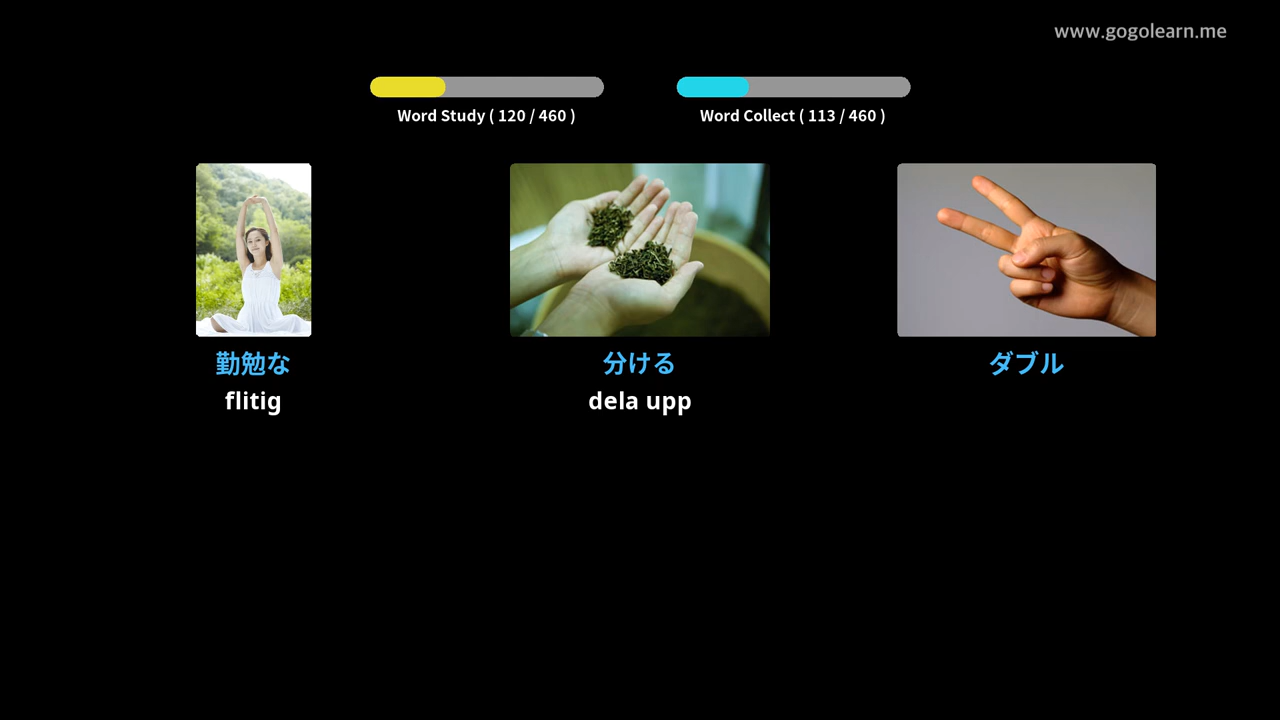 www.gogolearn.me
Word Study ( 120 / 460 )
Word Collect ( 113 / 460 )
勤勉な
flitig
分ける
dela upp
ダブル